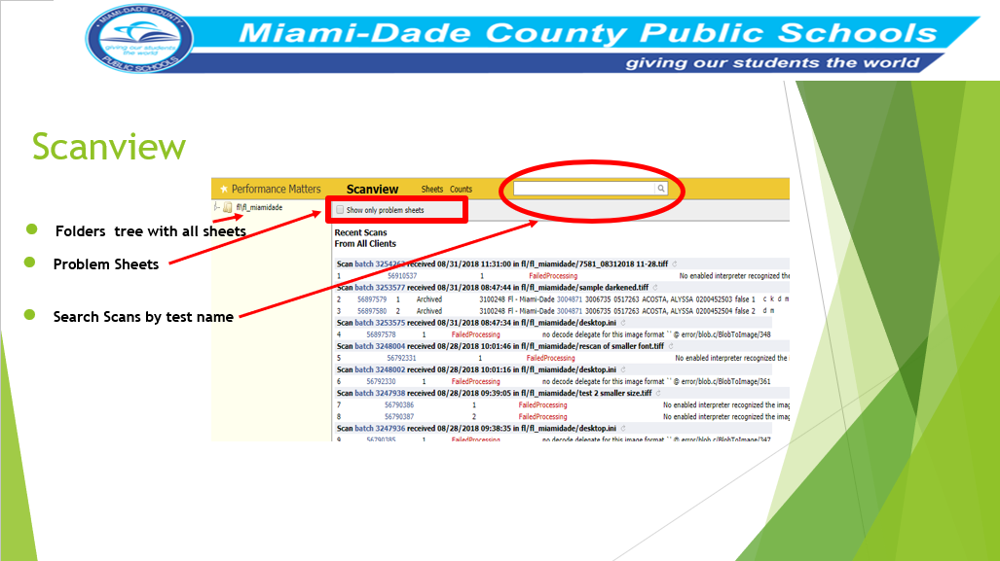 MIAMI-DADE COUNTY
giving our students
the world
PUBLIC SCHOOLS
Miami-Dade County Public Schools
giving our students the world
Scanview
Folders tree with all sheets
Problem Sheets
Search Scans by test name
Performance Matters Scanview Sheets Counts
fl\fl_miamidade
Show only problem sheets
Recent Scans
From All Clients
Scan batch 3254263 received 08/31/2018 11:31:00 in fl/fl_miamidade/7581_08312018 11-28.tiff
1 56910537 1 FailedProcessing No enabled interpreter recognized the
Scan batch 3253577 received 08/31/2018 08:47:44 in fl/fl_miamidade/sample darkened.tiff
2 56897579 1 Archived 3100248 Fl - Miami-Dade 3004871 3006735 0517263 ACOSTA, ALYSSA 0200452503 false 1 c k d m
3 56897580 2 Archived 3100248 Fl - Miami-Dade 3004871 3006735 0517263 ACOSTA, ALYSSA 0200452504 false 2 d m
Scan batch 3253575 received 08/31/2018 08:47:34 in fl/fl_miamidade/desktop.ini
4 56897578 1 FailedProcessing no decode delegate for this image format `' @ error/blob.c/BlobToImage/348
Scan batch 3248004 received 08/28/2018 10:01:46 in fl/fl_miamidade/rescan of smaller font.tiff
5 56792331 1 FailedProcessing No enabled interpreter recognized the
Scan batch 3248002 received 08/28/2018 10:01:16 in fl/fl_miamidade/desktop.ini
6 56792330 1 FailedProcessing no decode delegate for this image format `' @ error/blob.c/BlobToImage/361
Scan batch 3247938 received 08/28/2018 09:39:05 in fl/fl_miamidade/test 2 smaller size.tiff
7 56790386 1 FailedProcessing No enabled interpreter recognized the imag
8 56790387 2 FailedProcessing No enabled interpreter recognized the imag
Scan batch 3247936 received 08/28/2018 09:38:35 in fl/fl_miamidade/desktop.ini
9 56790385 1 FailedProcessing no decode delegate for this image format `' @ error/blob.c/BlobToImage/347